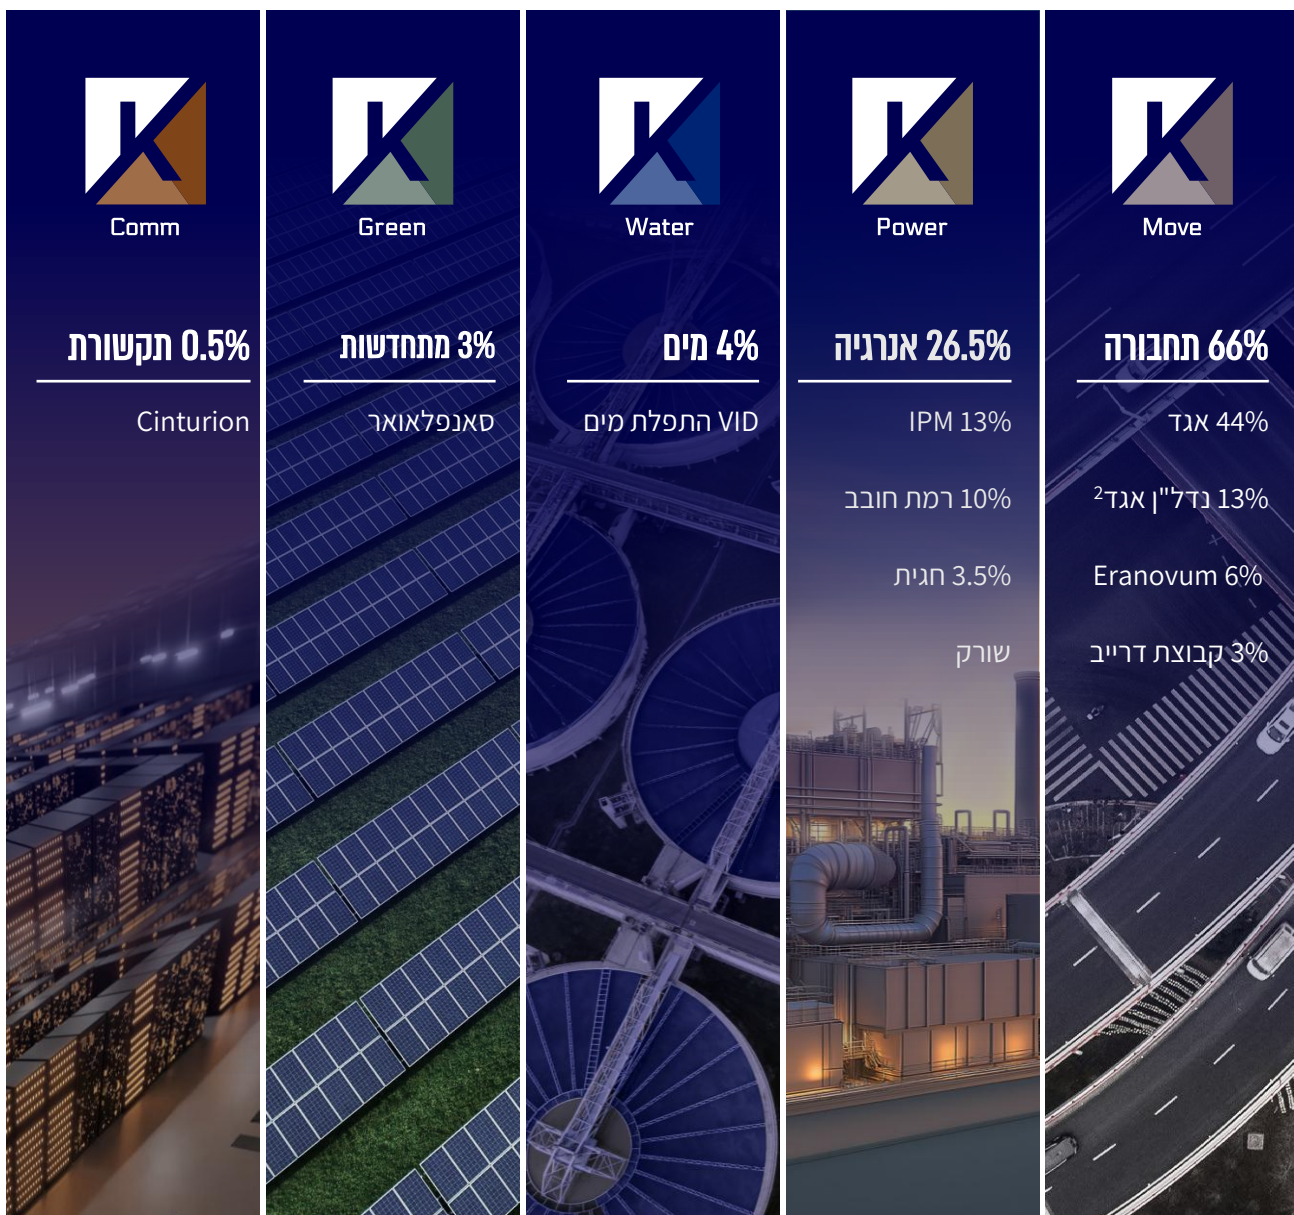 K
Move
66% תחבורה
44% אגד
13% נדל"ן אגד²
Eranovum 6%
3% קבוצת דרייב
K
Power
26.5% אנרגיה
IPM 13%
10% רמת חובב
3.5% חגית
שורק
K
Water
4% מים
VID התפלת מים
K
Green
3% מתחדשות
סאנפלאואר
K
Comm
0.5% תקשורת
Cinturion